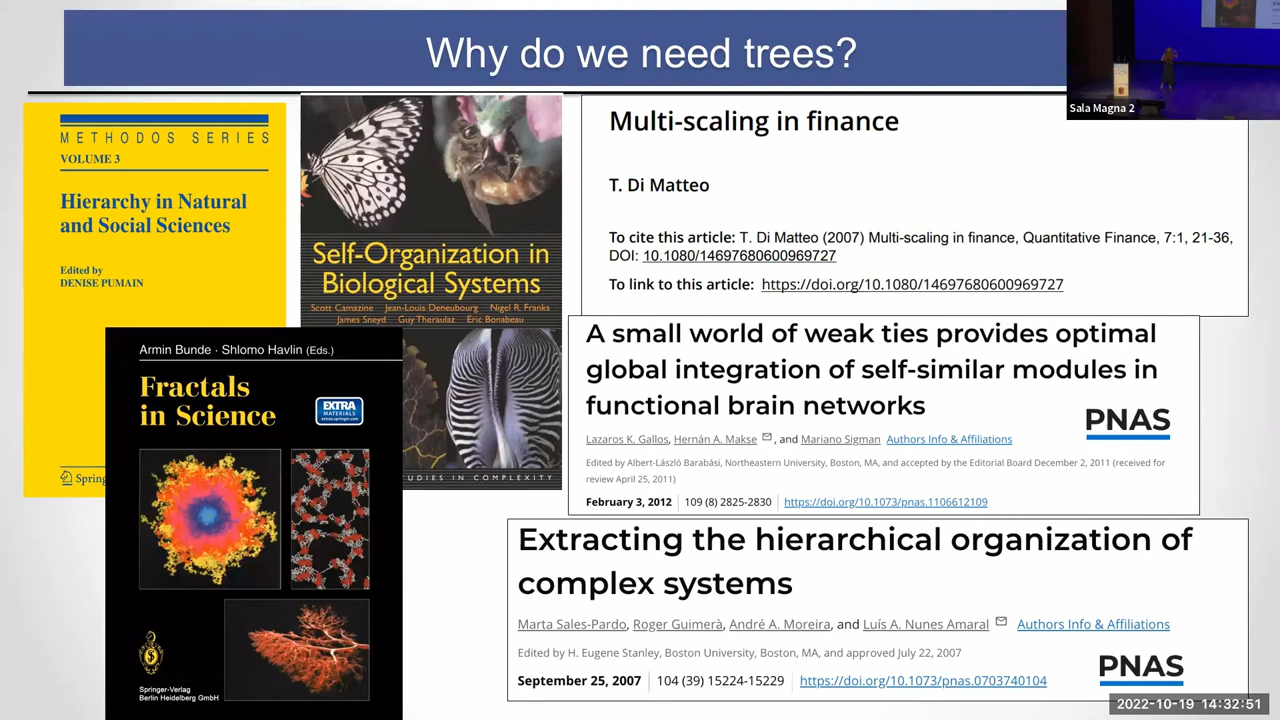 Why do we need trees?
Sala Magna 2
METHODOS SERIES
VOLUME 3
Hierarchy in Natural
and Social Sciences
Edited by
DENISE PUMAIN
Spring
Self-Organization in
Biological Systems
Scott Camazine Jean-Louis Deneubourg Nigel R. Franks
James Sneyd Guy Theraulaz Eric Bonabeau
UDIES IN COMPLEXITY
Armin Bunde · Shlomo Havlin (Eds.)
Fractals
in Science
EXTRA
MATERIALS
extras.springer.com
Springer-Verlag
Berlin Heidelberg GmbH
Multi-scaling in finance
T. Di Matteo
To cite this article: T. Di Matteo (2007) Multi-scaling in finance, Quantitative Finance, 7:1, 21-36,
DOI: 10.1080/14697680600969727
To link to this article: https://doi.org/10.1080/14697680600969727
A small world of weak ties provides optimal
global integration of self-similar modules in
functional brain networks
PNAS
Lazaros K. Gallos, Hernán A. Makse, and Mariano Sigman Authors Info & Affiliations
Edited by Albert-László Barabási, Northeastern University, Boston, MA, and accepted by the Editorial Board December 2, 2011 (received for
review April 25, 2011)
February 3, 2012 109 (8) 2825-2830 https://doi.org/10.1073/pnas.1106612109
Extracting the hierarchical organization of
complex systems
Marta Sales-Pardo, Roger Guimerà, André A. Moreira, and Luís A. Nunes Amaral Authors Info & Affiliations
Edited by H. Eugene Stanley, Boston University, Boston, MA, and approved July 22, 2007
PNAS
September 25, 2007 104 (39) 15224-15229 https://doi.org/10.1073/pnas.0703740104
2022-10-19 14:32:51